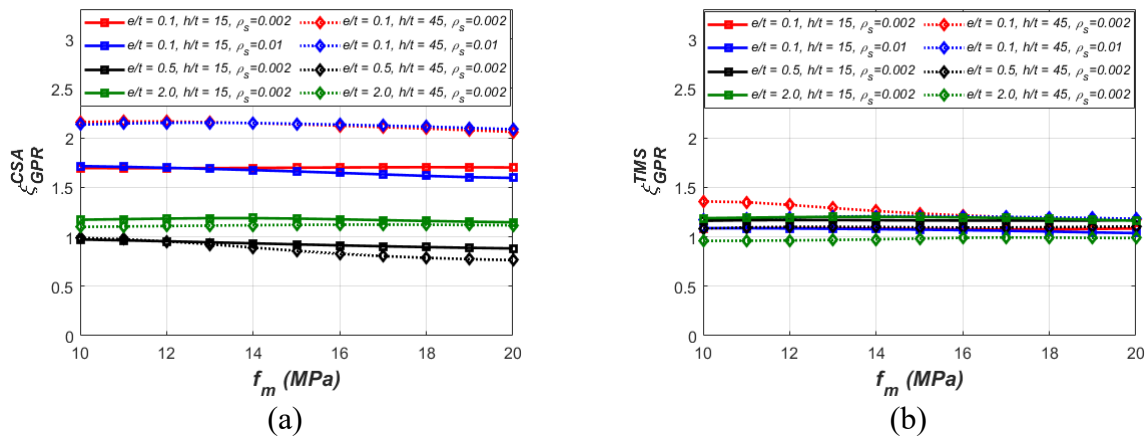 e/t = 0.1, h/t = 15, ρs=0.002 e/t = 0.1, h/t = 45, ρs=0.002
e/t = 0.1, h/t = 15, ρs=0.01 e/t = 0.1, h/t = 45, ρs=0.01
e/t = 0.5, h/t = 15, ρs=0.002 e/t = 0.5, h/t = 45, ρs=0.002
e/t = 2.0, h/t = 15, ρs=0.002 e/t = 2.0, h/t = 45, ρs=0.002
3
2.5
2
1.5
1
0.5
0
ξ CSA GPR
10 12 14 16 18 20
f_m (MPa)
(a)
e/t = 0.1, h/t = 15, ρs=0.002 e/t = 0.1, h/t = 45, ρs=0.002
e/t = 0.1, h/t = 15, ρs=0.01 e/t = 0.1, h/t = 45, ρs=0.01
e/t = 0.5, h/t = 15, ρs=0.002 e/t = 0.5, h/t = 45, ρs=0.002
e/t = 2.0, h/t = 15, ρs=0.002 e/t = 2.0, h/t = 45, ρs=0.002
3
2.5
2
1.5
1
0.5
0
ξ TMS GPR
10 12 14 16 18 20
f_m (MPa)
(b)